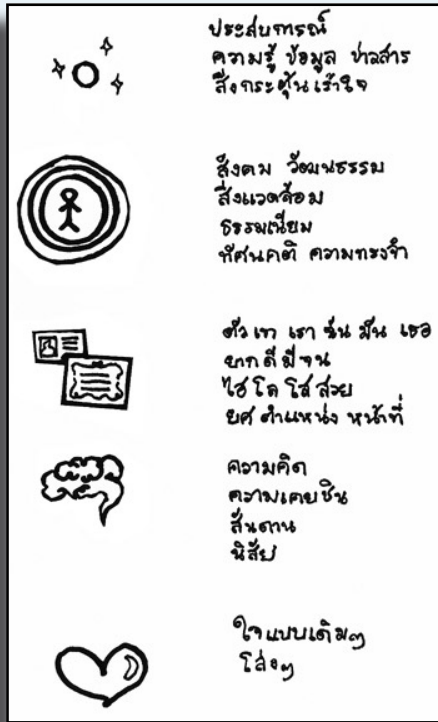 ประสบการณ์
ความรู้ ข้อมูล ข่าวสาร
สิ่งกระตุ้นเร้าใจ
สังคม วัฒนธรรม
สิ่งแวดล้อม
ธรรมเนียม
ทัศนคติ ความทรงจำ
ตัว เขา เรา ฉัน มัน เธอ
ยาก ดี มี จน
ไฮ โล โส สวย
ยศ ตำแหน่ง หน้าที่
ความคิด
ความเคยชิน
สันดาน
นิสัย
ใจแบบเดิมๆ
โล่งๆ